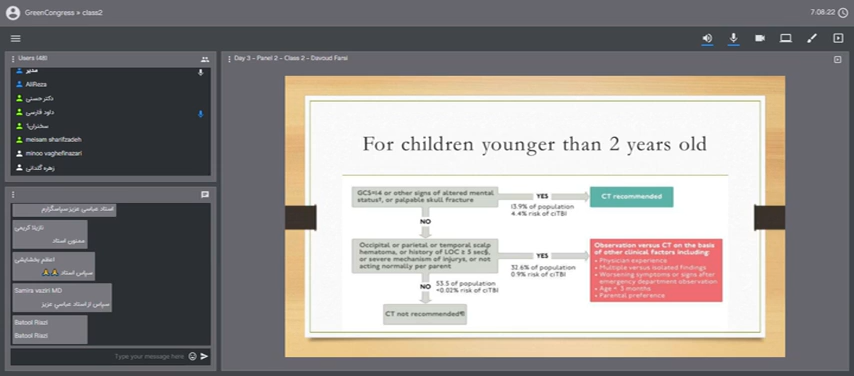 GreenCongress » class2
7:08:22
Users (48)
مدیر
AliReza
دکتر حسنی
داود فارسی
سخنران1
meisam sharifzadeh
minoo vaghefinazari
زهره گلدانی
استاد عباسی عزیز سپاسگزارم
نازیتا کریمی
ممنون استاد
اعظم بخشایشی
سپاس استاد🙏🙏
Samira vaziri MD
سپاس از استاد عباسي عزيز
Batool Riazi
Batool Riazi
Type your message here
Day 3 - Panel 2 - Class 2 - Davoud Farsi
For children younger than 2 years old
GCS=14 or other signs of altered mental
status†, or palpable skull fracture
YES
13.9% of population
4.4% risk of ciTBI
CT recommended
NO
Occipital or parietal or temporal scalp
hematoma, or history of LOC ≥ 5 sec§,
or severe mechanism of injury‡, or not
acting normally per parent
YES
32.6% of population
0.9% risk of ciTBI
Observation versus CT on the basis
of other clinical factors including:
• Physician experience
• Multiple versus isolated findings
• Worsening symptoms or signs after
emergency department observation
• Age < 3 months
• Parental preference
NO
53.5 of population
<0.02% risk of ciTBI
CT not recommended¶